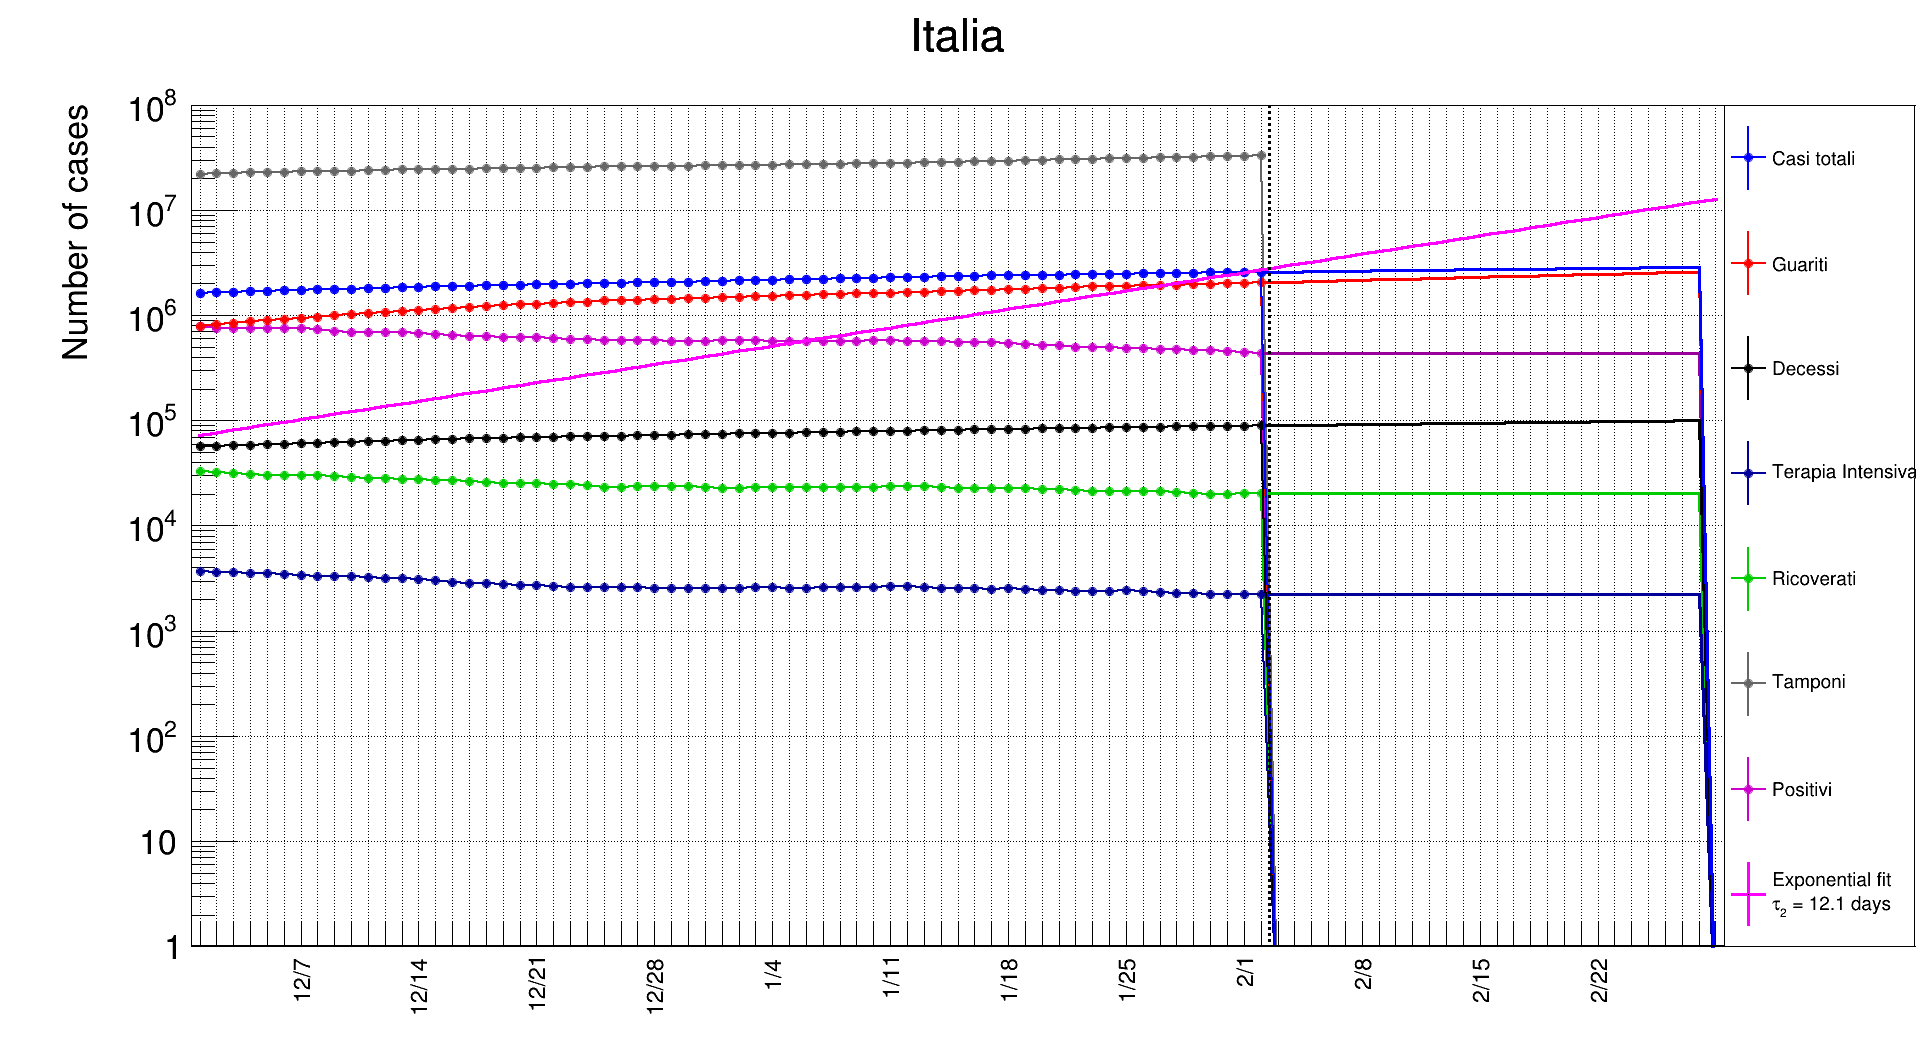 Italia
Number of cases
10^8
10^7
10^6
10^5
10^4
10^3
10^2
10
1
12/7
12/14
12/21
12/28
1/4
1/11
1/18
1/25
2/1
2/8
2/15
2/22
Casi totali
Guariti
Decessi
Terapia Intensiva
Ricoverati
Tamponi
Positivi
Exponential fit
τ_2 = 12.1 days